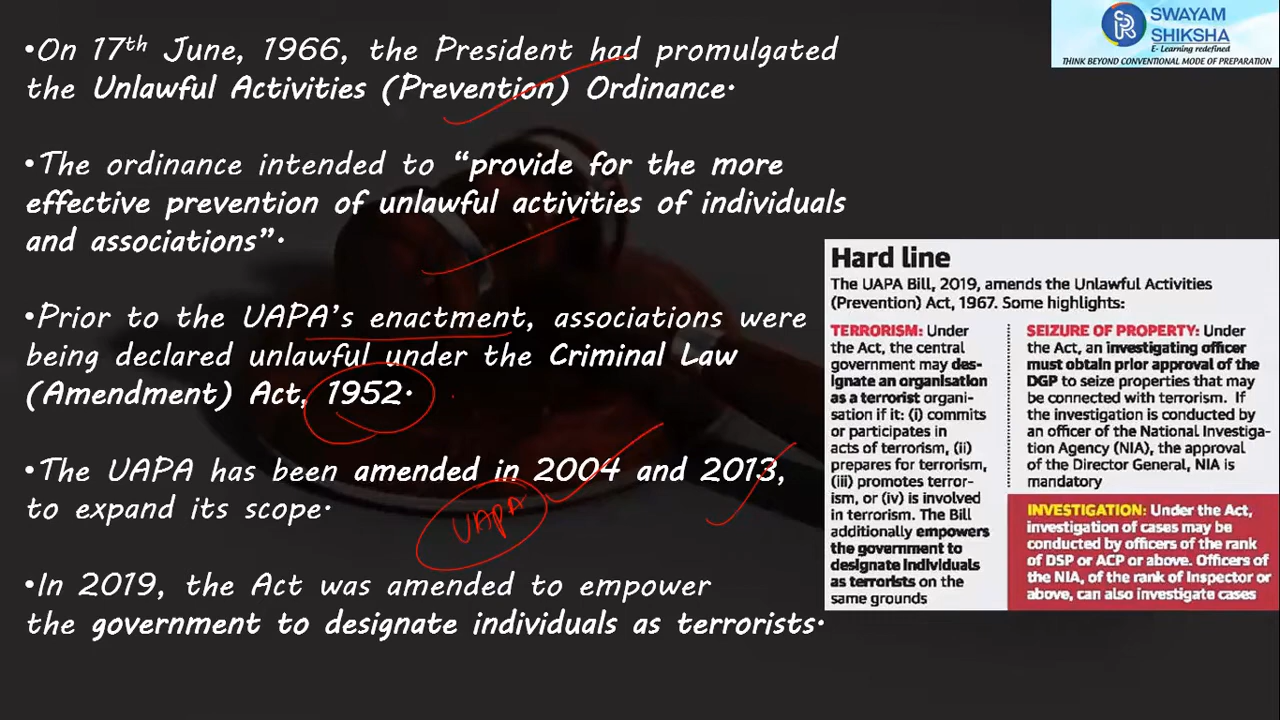 •On 17th June, 1966, the President had promulgated
the Unlawful Activities (Prevention) Ordinance.
•The ordinance intended to “provide for the more
effective prevention of unlawful activities of individuals
and associations”.
•Prior to the UAPA’s enactment, associations were
being declared unlawful under the Criminal Law
(Amendment) Act, 1952.
•The UAPA has been amended in 2004 and 2013,
to expand its scope.
UAPA
•In 2019, the Act was amended to empower
the government to designate individuals as terrorists.
SWAYAM
SHIKSHA
E- Learning redefined
THINK BEYOND CONVENTIONAL MODE OF PREPARATION
Hard line
The UAPA Bill, 2019, amends the Unlawful Activities
(Prevention) Act, 1967. Some highlights:
TERRORISM: Under
the Act, the central
government may des-
ignate an organisation
as a terrorist organi-
sation if it: (i) commits
or participates in
acts of terrorism, (ii)
prepares for terrorism,
(iii) promotes terror-
ism, or (iv) is involved
in terrorism. The Bill
additionally empowers
the government to
designate individuals
as terrorists on the
same grounds
SEIZURE OF PROPERTY: Under
the Act, an investigating officer
must obtain prior approval of the
DGP to seize properties that may
be connected with terrorism. If
the investigation is conducted by
an officer of the National Investiga-
tion Agency (NIA), the approval
of the Director General, NIA is
mandatory
INVESTIGATION: Under the Act,
investigation of cases may be
conducted by officers of the rank
of DSP or ACP or above. Officers of
the NIA, of the rank of Inspector or
above, can also investigate cases